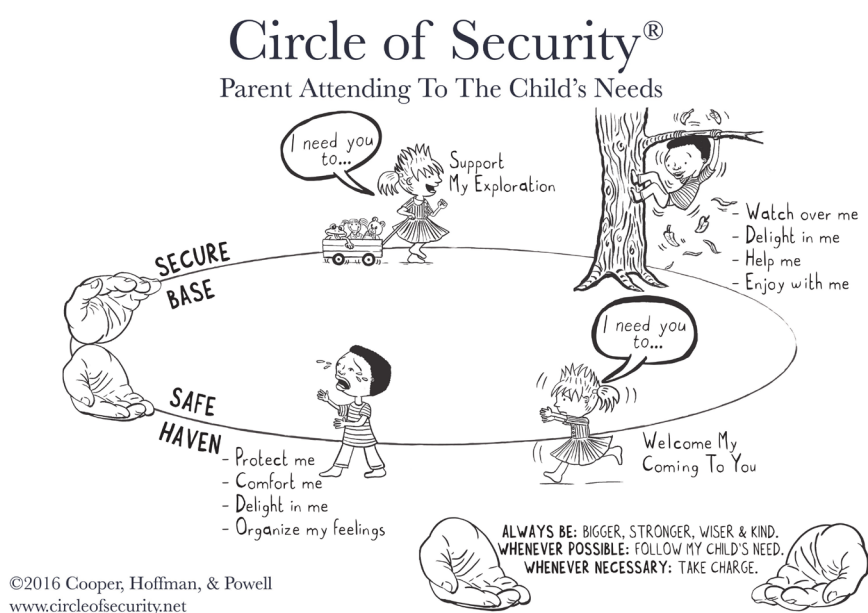 Circle of Security®
Parent Attending To The Child's Needs
I need you
to...
Support
My Exploration
- Watch over me
- Delight in me
- Help me
- Enjoy with me
SECURE
BASE
I need you
to...
SAFE
HAVEN
- Protect me
- Comfort me
- Delight in me
- Organize my feelings
Welcome My
Coming To You
ALWAYS BE: BIGGER, STRONGER, WISER & KIND.
WHENEVER POSSIBLE: FOLLOW MY CHILD'S NEED.
WHENEVER NECESSARY: TAKE CHARGE.
©2016 Cooper, Hoffman, & Powell
www.circleofsecurity.net